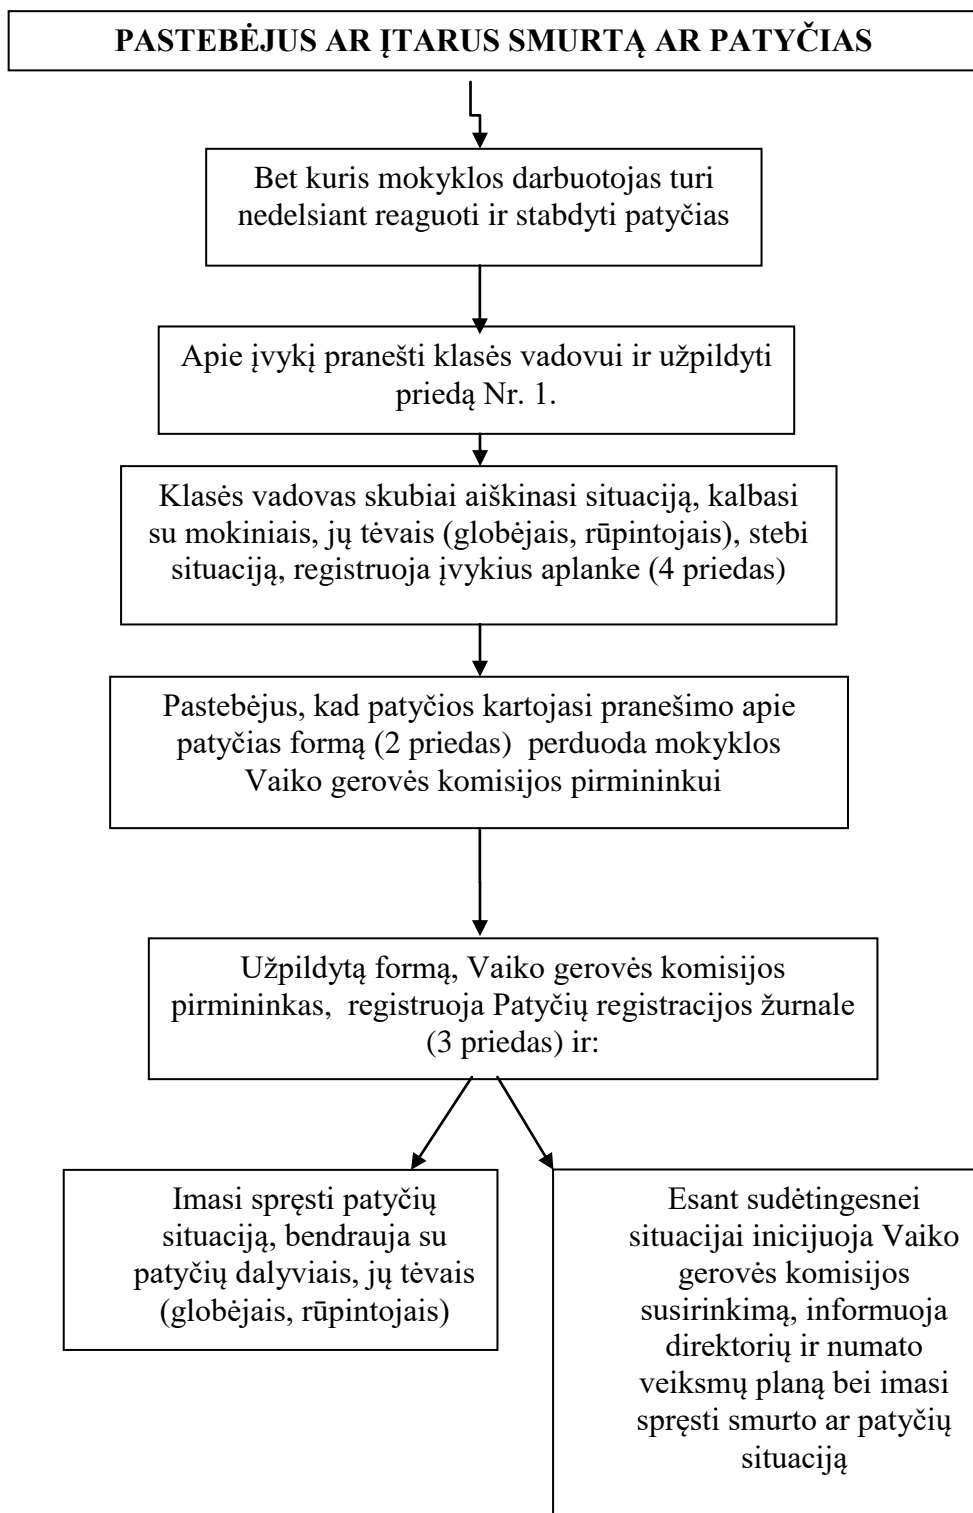 PASTEBĖJUS AR ĮTARUS SMURTĄ AR PATYČIAS
Bet kuris mokyklos darbuotojas turi
nedelsiant reaguoti ir stabdyti patyčias
Apie įvykį pranešti klasės vadovui ir užpildyti
priedą Nr. 1.
Klasės vadovas skubiai aiškinasi situaciją, kalbasi
su mokiniais, jų tėvais (globėjais, rūpintojais), stebi
situaciją, registruoja įvykius aplanke (4 priedas)
Pastebėjus, kad patyčios kartojasi pranešimo apie
patyčias formą (2 priedas)  perduoda mokyklos
Vaiko gerovės komisijos pirmininkui
Užpildytą formą, Vaiko gerovės komisijos
pirmininkas,  registruoja Patyčių registracijos žurnale
(3 priedas) ir:
Imasi spręsti patyčių
situaciją, bendrauja su
patyčių dalyviais, jų tėvais
(globėjais, rūpintojais)
Esant sudėtingesnei
situacijai inicijuoja Vaiko
gerovės komisijos
susirinkimą, informuoja
direktorių ir numato
veiksmų planą bei imasi
spręsti smurto ar patyčių
situaciją